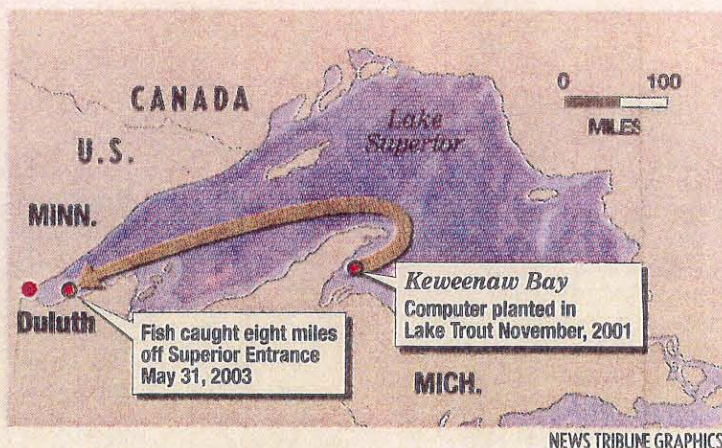 CANADA
U.S.
MINN.
Lake
Superior
0 100
MILES
Duluth
Keweenaw Bay
Computer planted in
Lake Trout November, 2001
Fish caught eight miles
off Superior Entrance
May 31, 2003
MICH.
NEWS TRIBUNE GRAPHICS